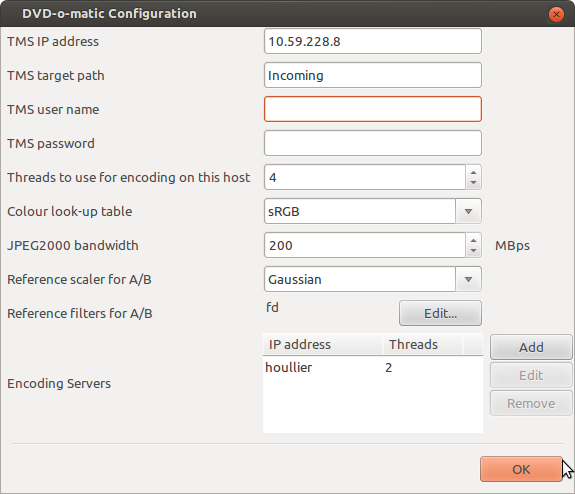 DVD-o-matic Configuration
TMS IP address 10.59.228.8
TMS target path Incoming
TMS user name
TMS password
Threads to use for encoding on this host 4
Colour look-up table sRGB
JPEG2000 bandwidth 200 MBps
Reference scaler for A/B Gaussian
Reference filters for A/B fd Edit...
IP address Threads Add
houllier 2
Edit
Encoding Servers
Remove
OK